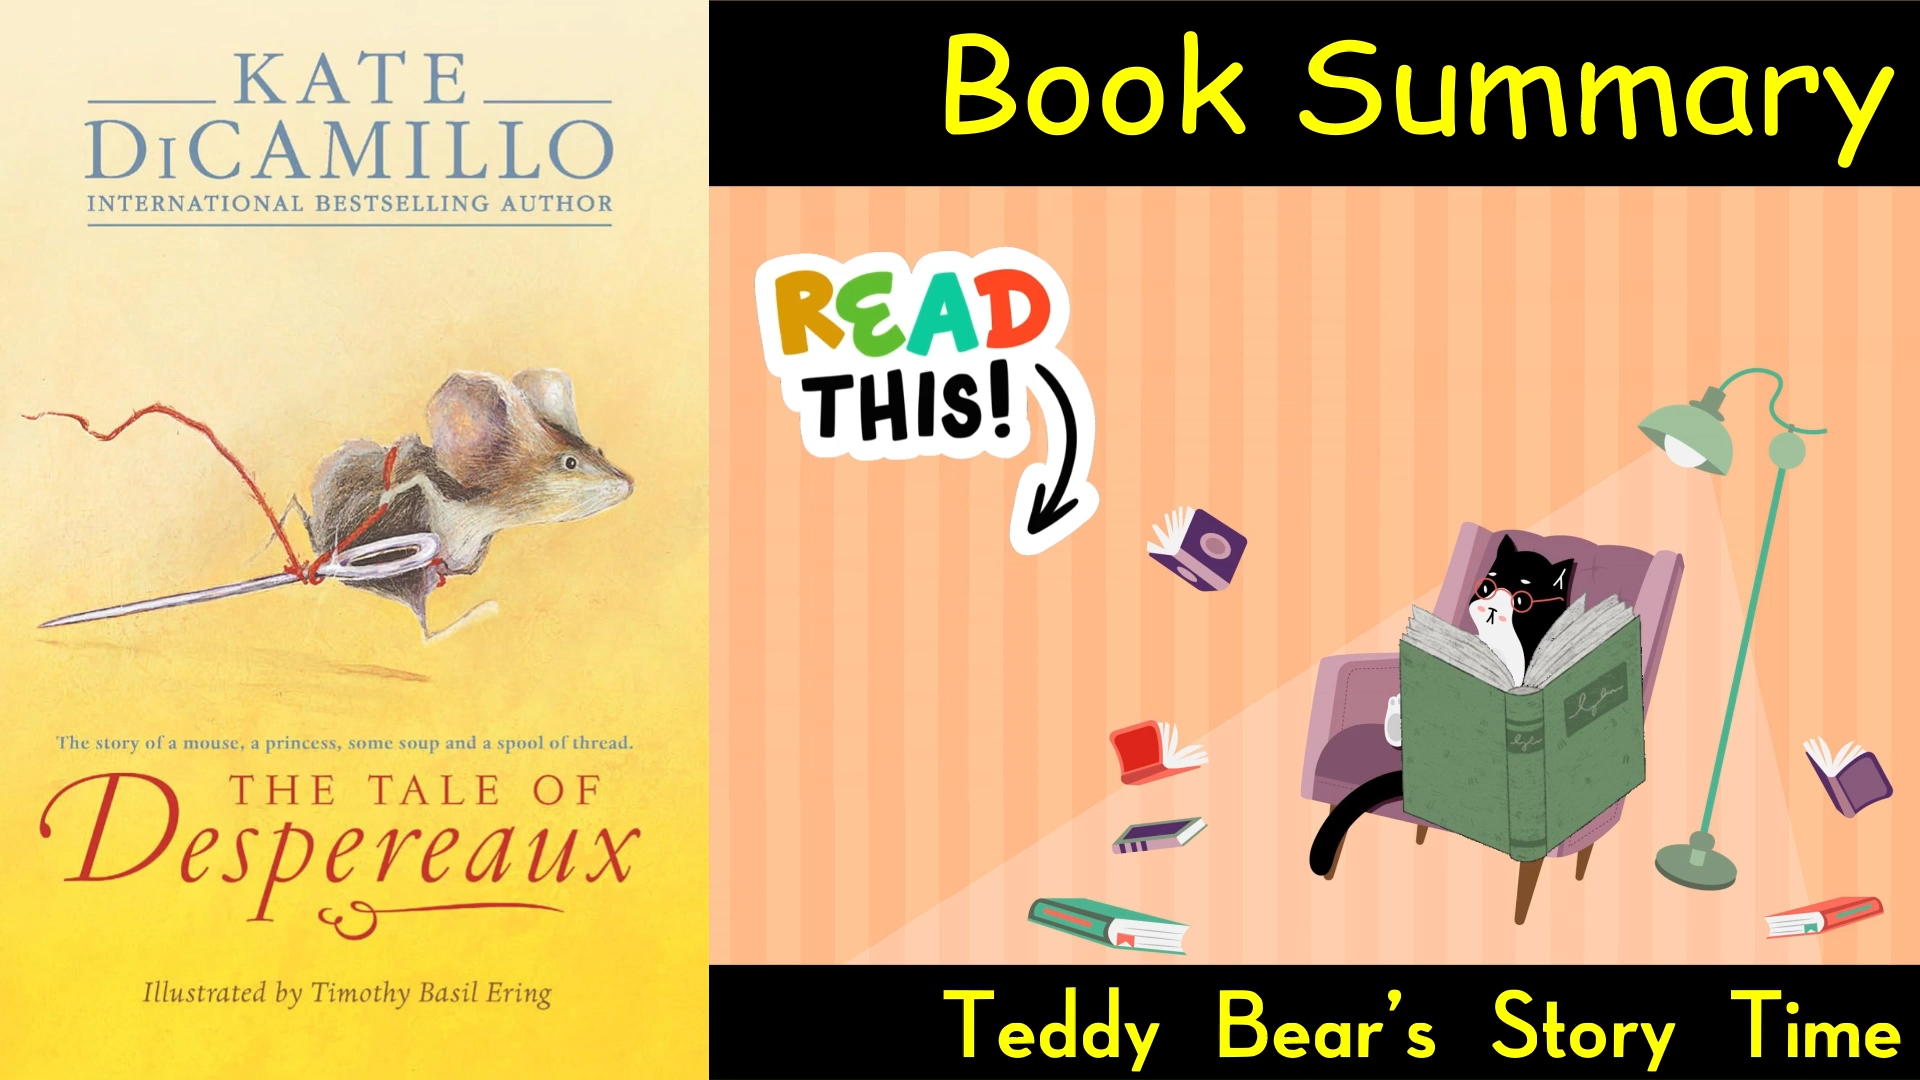 KATE
DiCAMILLO
INTERNATIONAL BESTSELLING AUTHOR
The story of a mouse, a princess, some soup and a spool of thread.
THE TALE OF
Despereaux
Illustrated by Timothy Basil Ering
Book Summary
READ
THIS!
Teddy Bear's Story Time